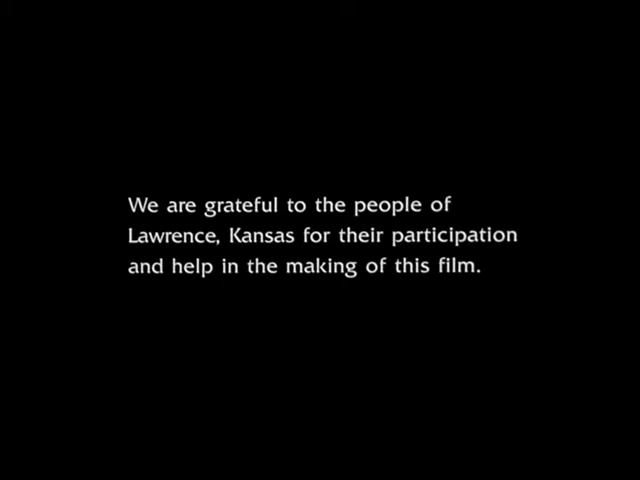 We are grateful to the people of
Lawrence, Kansas for their participation
and help in the making of this film.